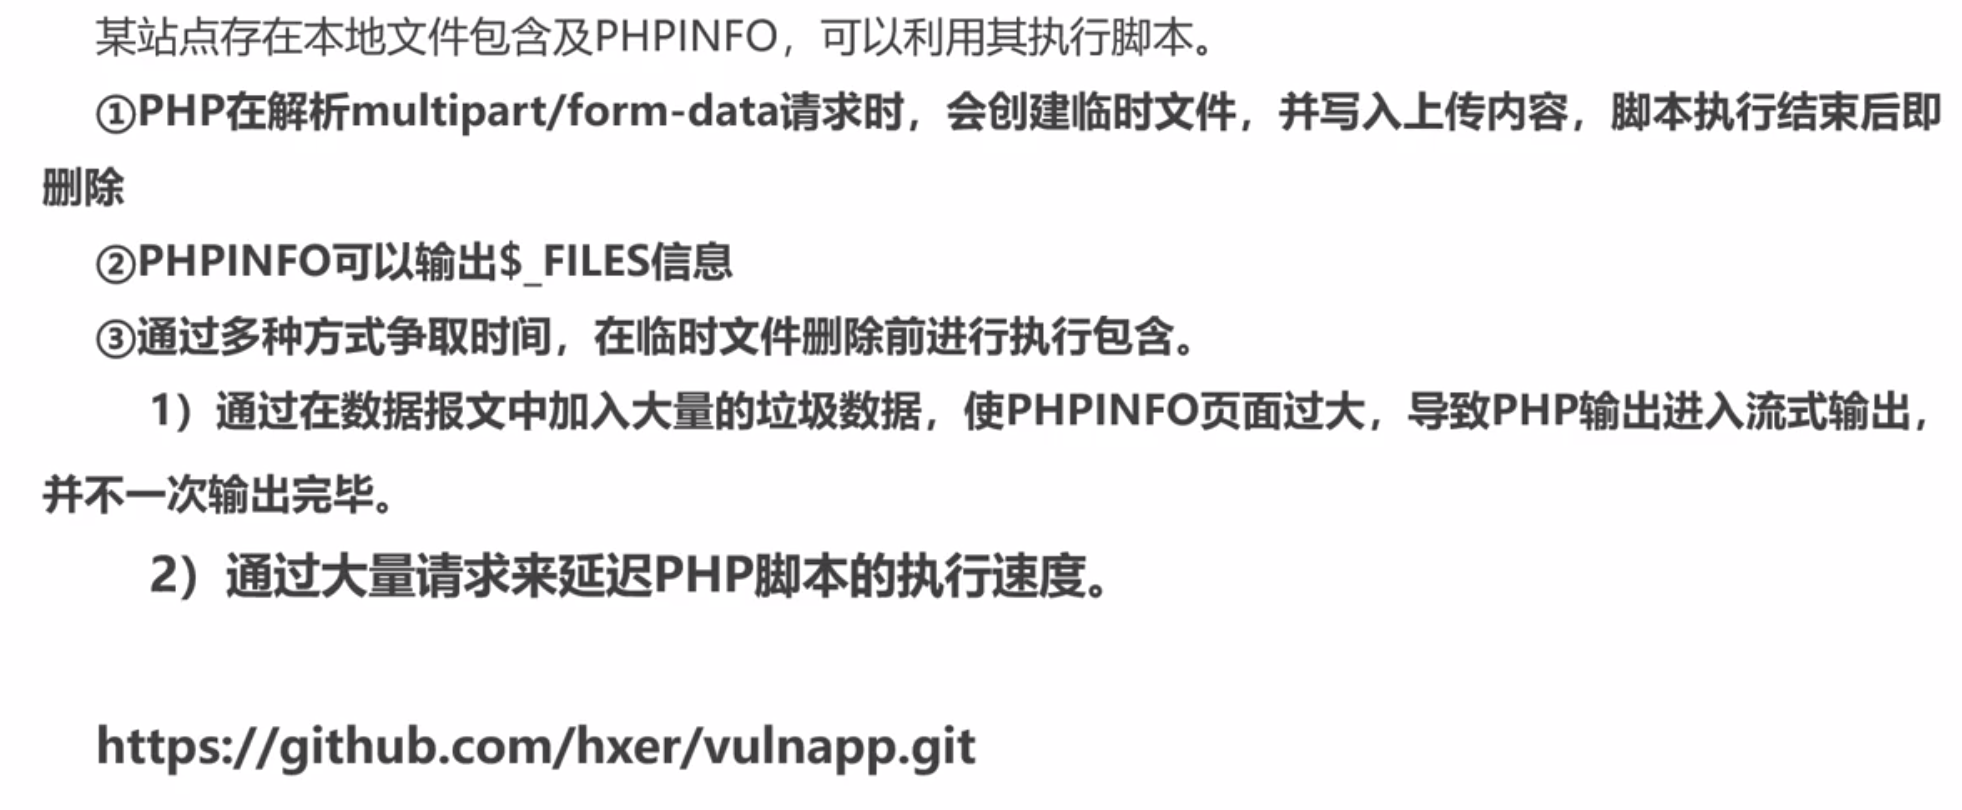 某站点存在本地文件包含及PHPINFO，可以利用其执行脚本。
①PHP在解析multipart/form-data请求时，会创建临时文件，并写入上传内容，脚本执行结束后即
删除
②PHPINFO可以输出$_FILES信息
③通过多种方式争取时间，在临时文件删除前进行执行包含。
1）通过在数据报文中加入大量的垃圾数据，使PHPINFO页面过大，导致PHP输出进入流式输出，
并不一次输出完毕。
2）通过大量请求来延迟PHP脚本的执行速度。
https://github.com/hxer/vulnapp.git